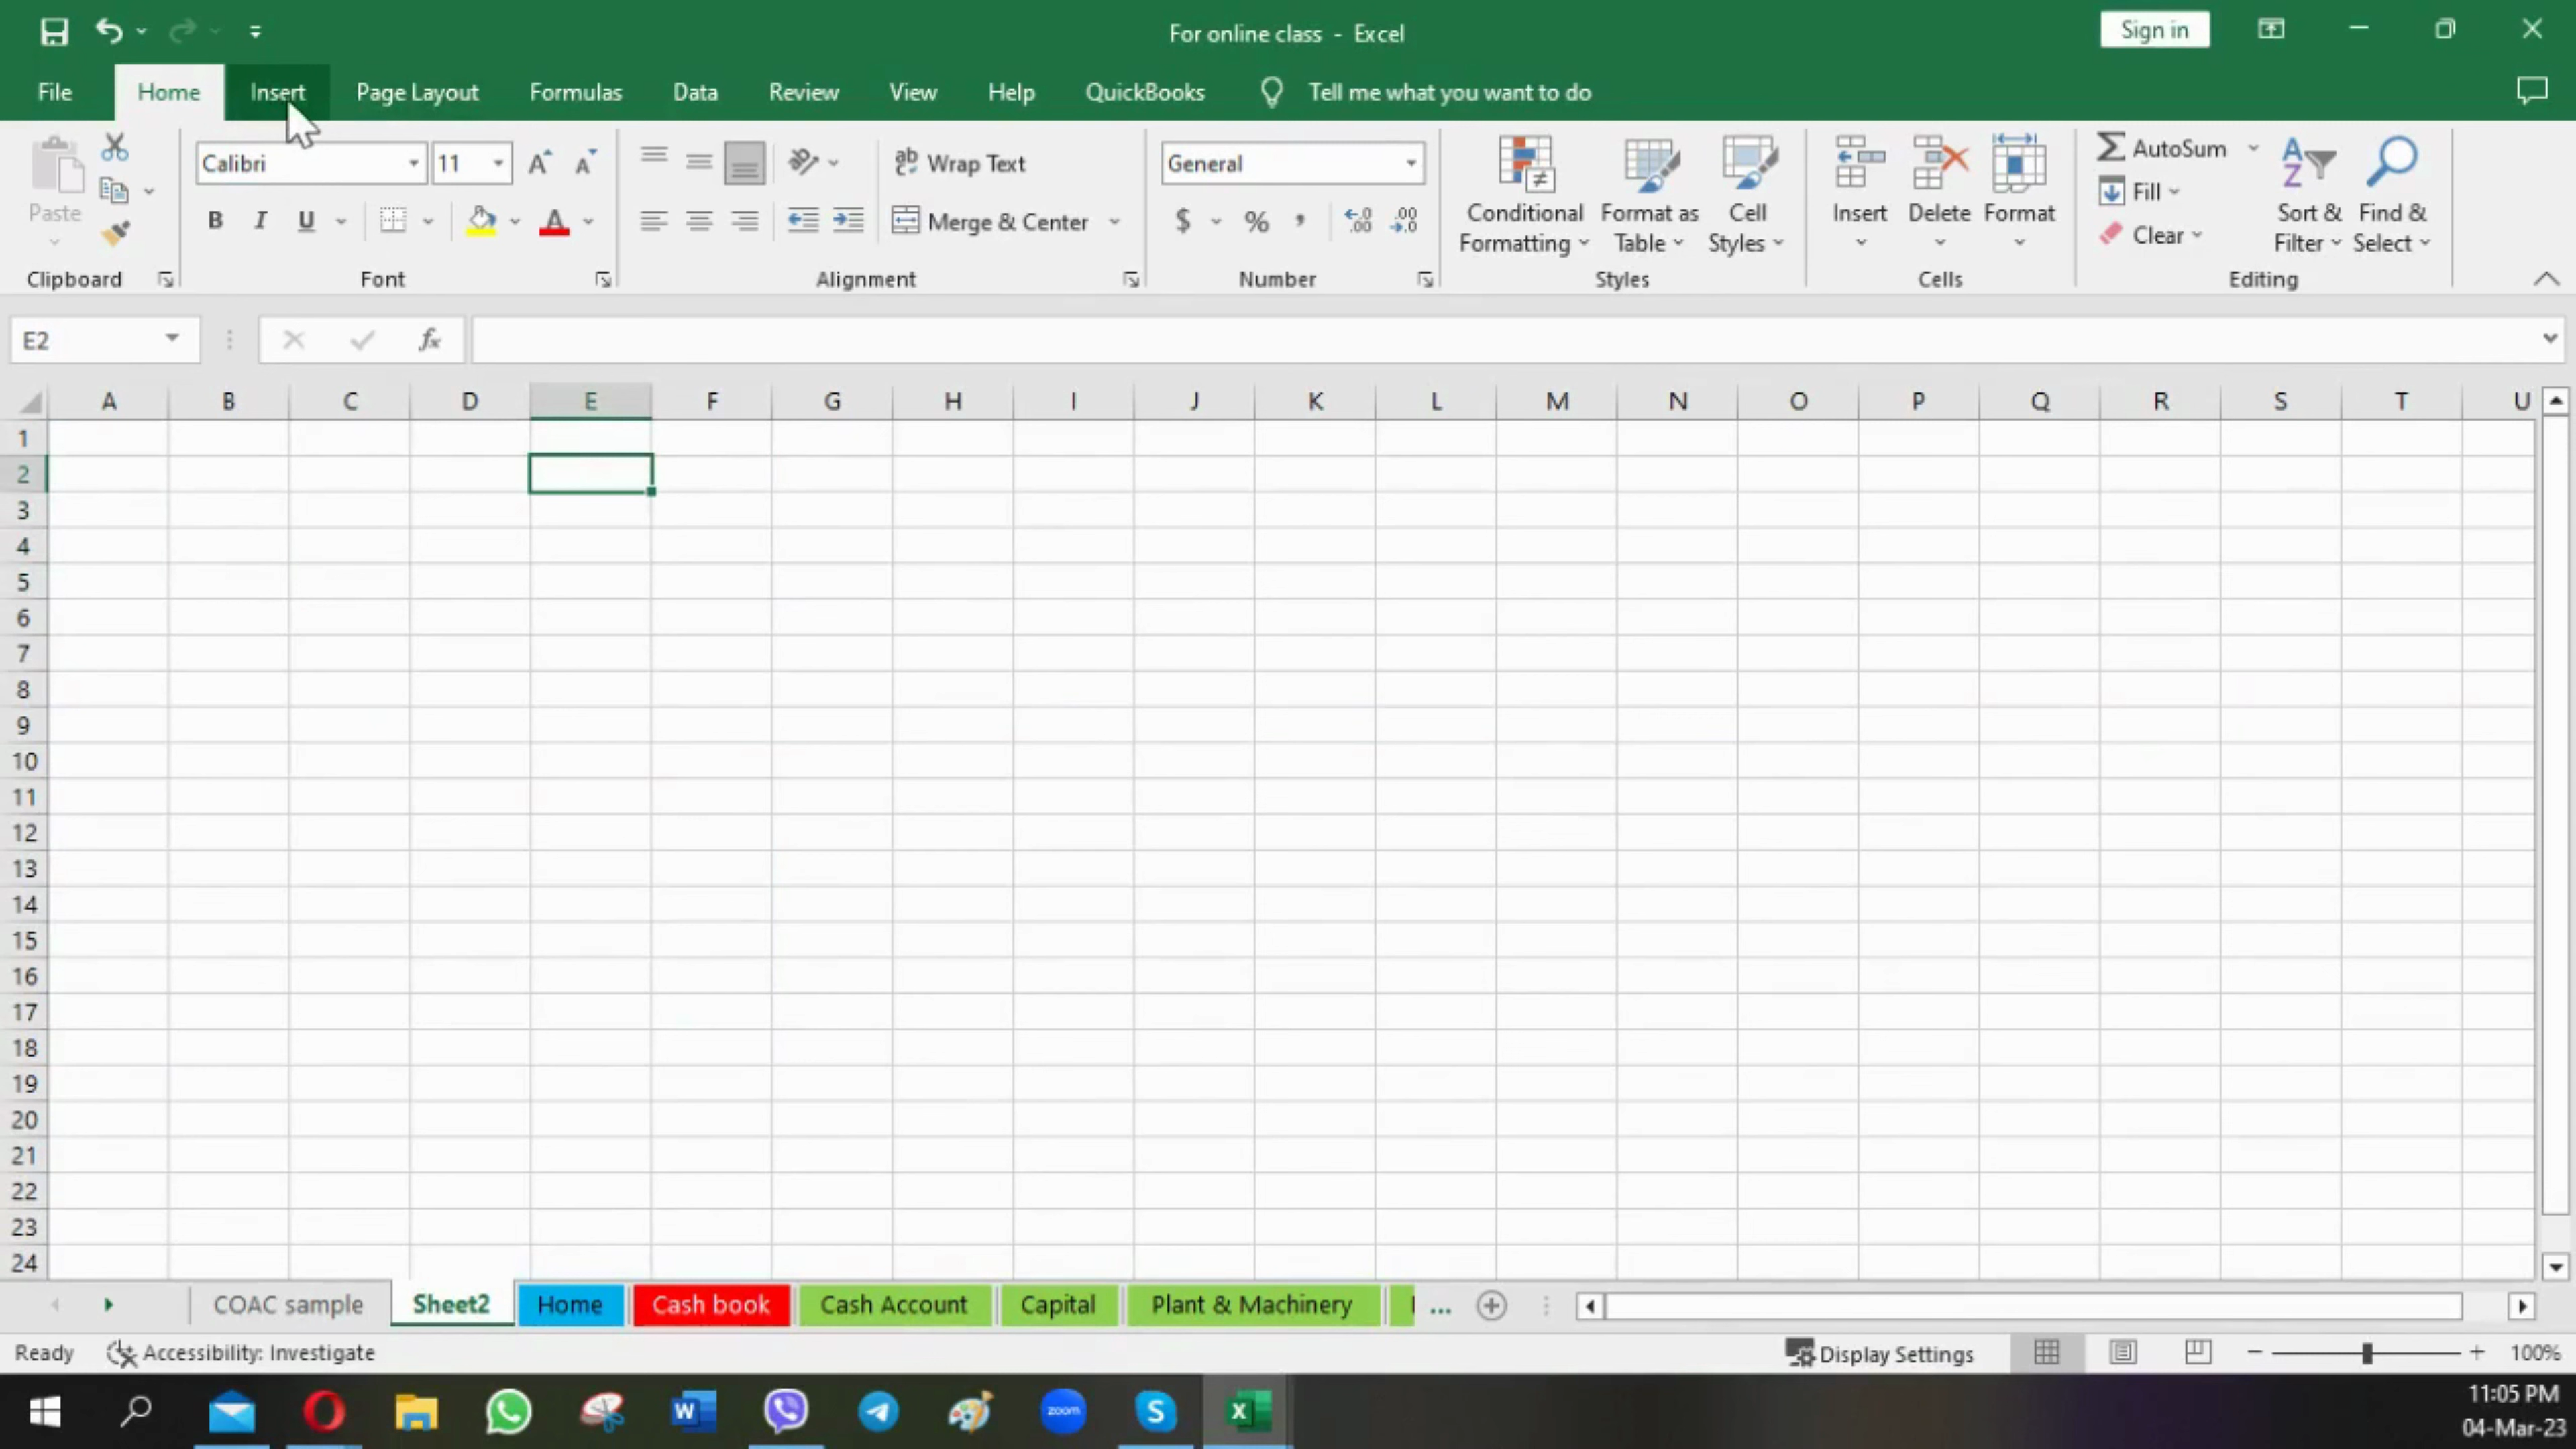 For online class - Excel
Sign in
File Home Insert Page Layout Formulas Data Review View Help QuickBooks Tell me what you want to do
Calibri 11 ab Wrap Text General AutoSum
Paste B I U A Merge & Center $ % , Conditional Formatting Format as Table Cell Styles Insert Delete Format Fill Sort & Filter Find & Select
Clear
Clipboard Font Alignment Number Styles Cells Editing
E2 fx
A B C D E F G H I J K L M N O P Q R S T U
1
2
3
4
5
6
7
8
9
10
11
12
13
14
15
16
17
18
19
20
21
22
23
24
COAC sample Sheet2 Home Cash book Cash Account Capital Plant & Machinery ...
Ready Accessibility: Investigate Display Settings 100%
W zoom S X
11:05 PM
04-Mar-23